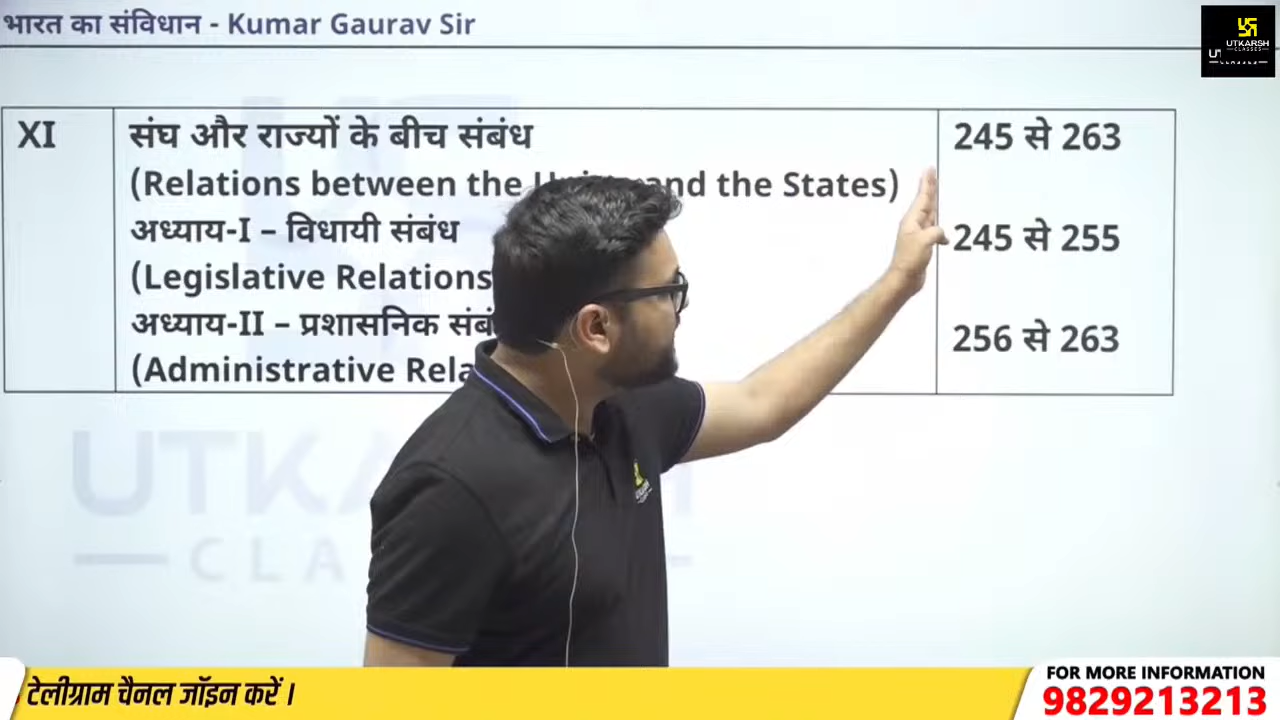 भारत का संविधान - Kumar Gaurav Sir
UTKARSH
CLASSES
XI
संघ और राज्यों के बीच संबंध
245 से 263
(Relations between the and the States)
अध्याय-I – विधायी संबंध
245 से 255
(Legislative Relations
अध्याय-II – प्रशासनिक
256 से 263
(Administrative
टेलीग्राम चैनल जॉइन करें ।
FOR MORE INFORMATION
9829213213